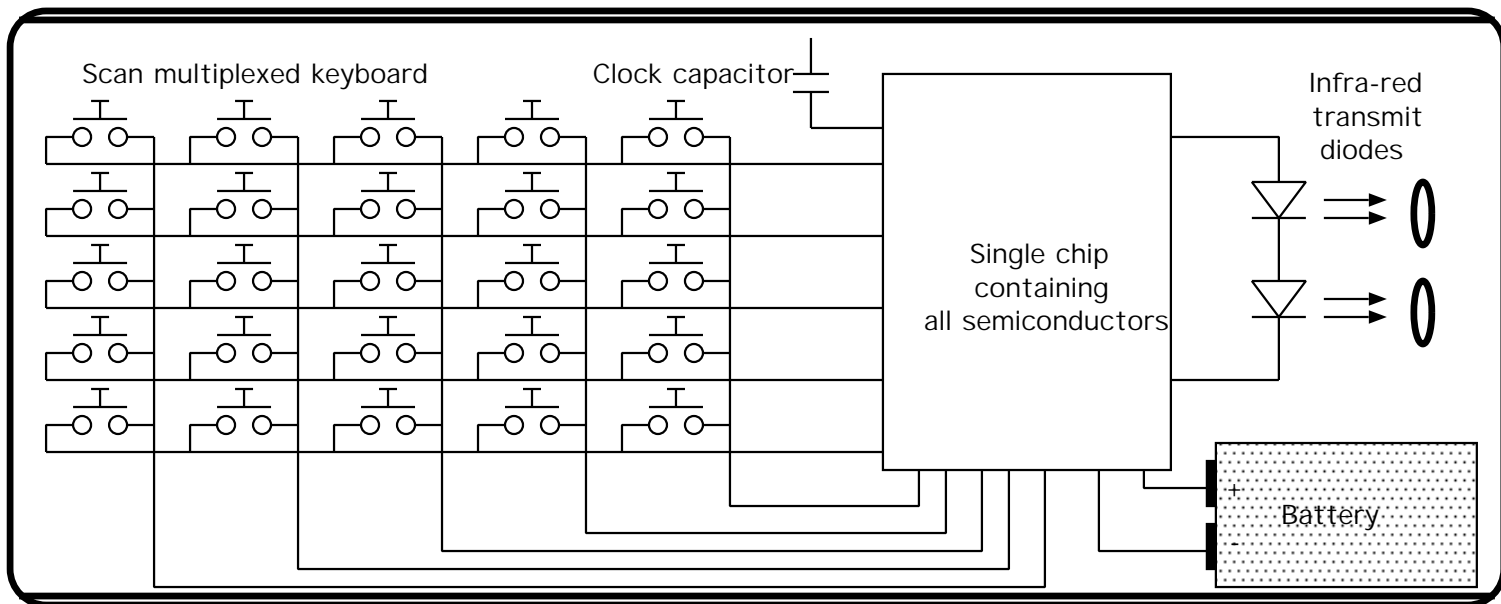 Scan multiplexed keyboard
Clock capacitor
Infra-red
transmit
diodes
Single chip
containing
all semiconductors
+
Battery
-